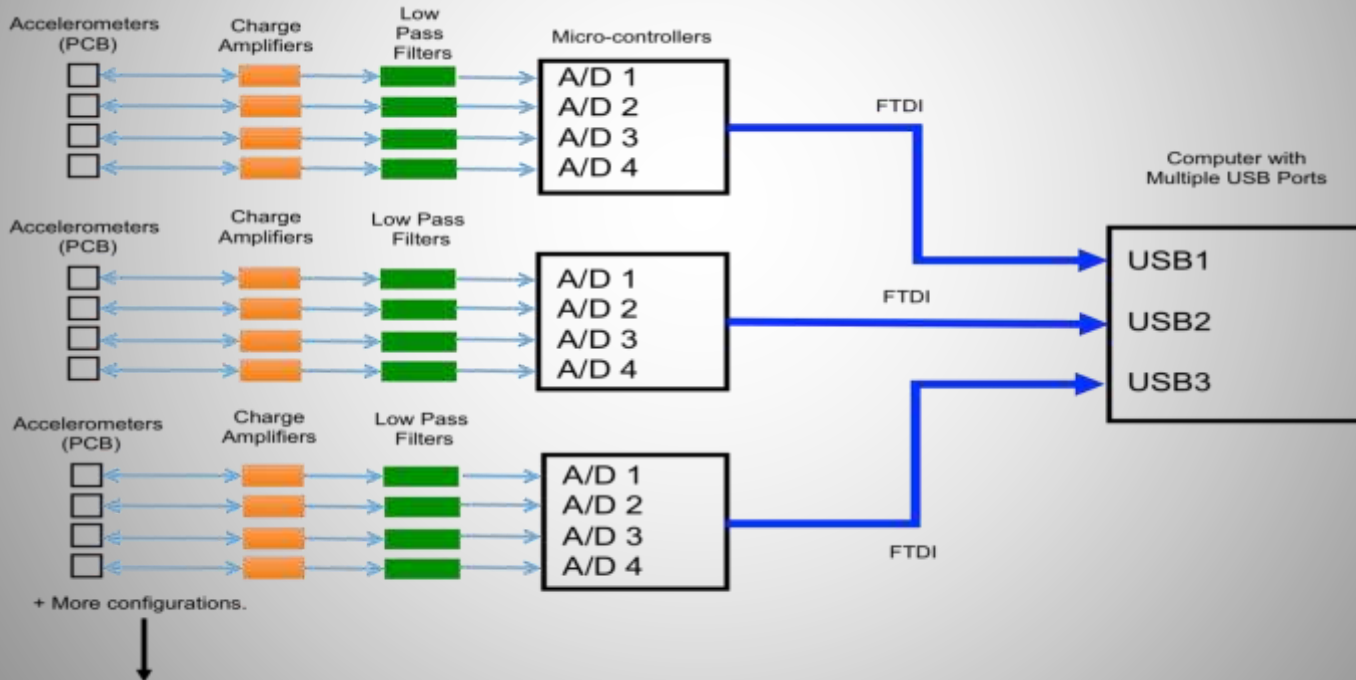 Accelerometers
(PCB)
Charge
Amplifiers
Low
Pass
Filters
Micro-controllers
A/D 1
A/D 2
A/D 3
A/D 4
FTDI
Computer with
Multiple USB Ports
Accelerometers
(PCB)
Charge
Amplifiers
Low Pass
Filters
A/D 1
A/D 2
A/D 3
A/D 4
FTDI
USB1
USB2
USB3
Accelerometers
(PCB)
Charge
Amplifiers
Low Pass
Filters
A/D 1
A/D 2
A/D 3
A/D 4
FTDI
+ More configurations.